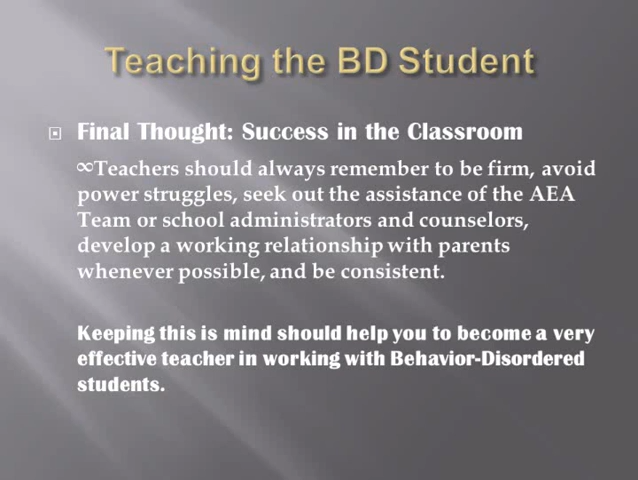 Teaching the BD Student
Final Thought: Success in the Classroom
∞Teachers should always remember to be firm, avoid
power struggles, seek out the assistance of the AEA
Team or school administrators and counselors,
develop a working relationship with parents
whenever possible, and be consistent.
Keeping this is mind should help you to become a very
effective teacher in working with Behavior-Disordered
students.